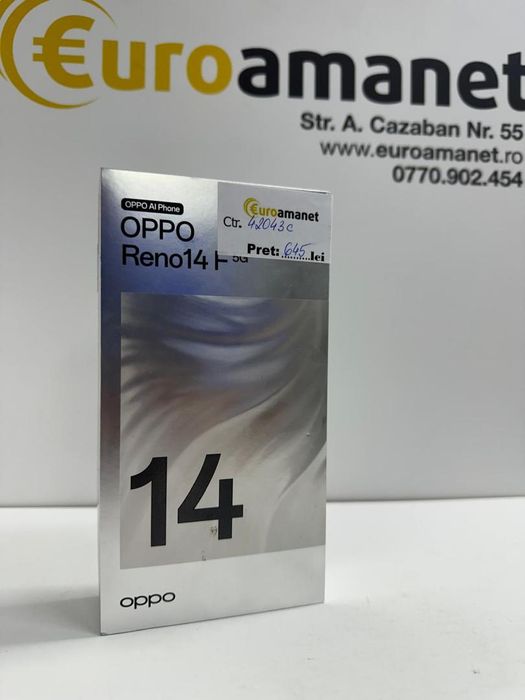 €uroamanet
Str. A. Cazaban Nr. 55
www.euroamanet.ro
0770.902.454
OPPO AI Phone
OPPO
Reno14 F 5G
€uroamanet
Ctr. 42043c
Pret: 645 lei
14
oppo